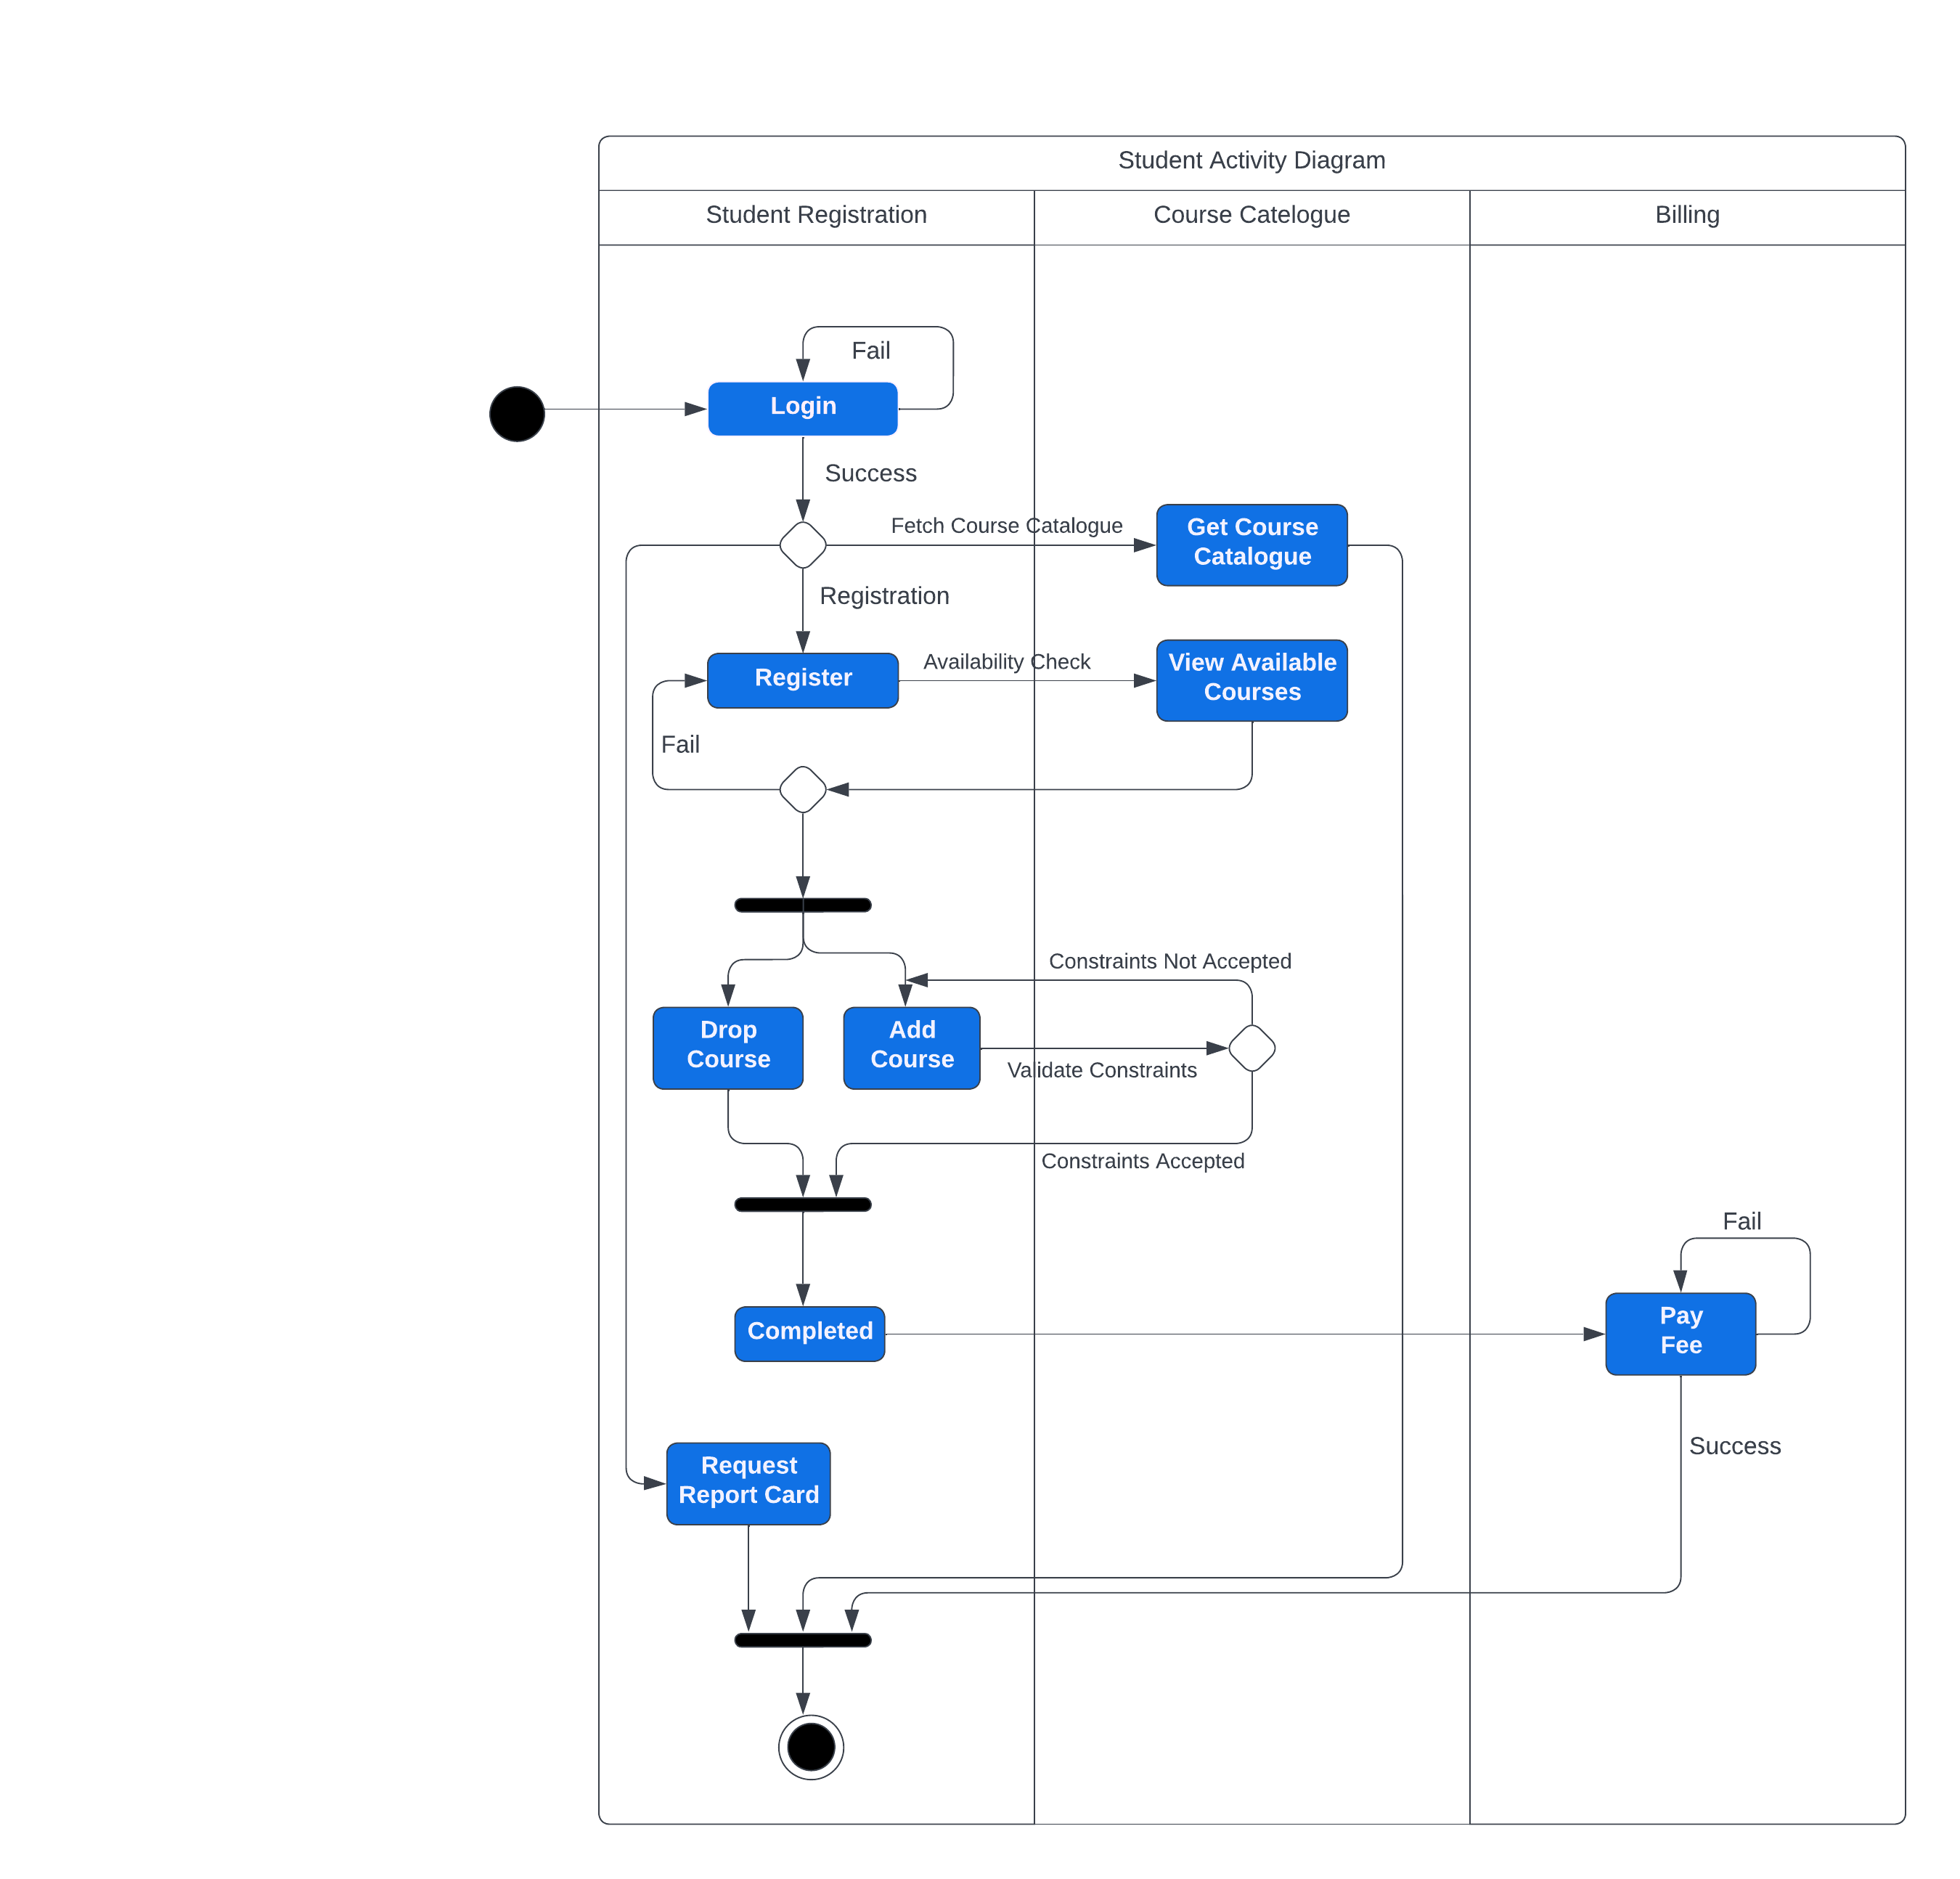 Student Activity Diagram
Student Registration
Course Catelogue
Billing
Fail
Login
Success
Fetch Course Catalogue
Get Course
Catalogue
Registration
Register
Availability Check
View Available
Courses
Fail
Constraints Not Accepted
Drop
Course
Add
Course
Validate Constraints
Constraints Accepted
Fail
Completed
Pay
Fee
Success
Request
Report Card